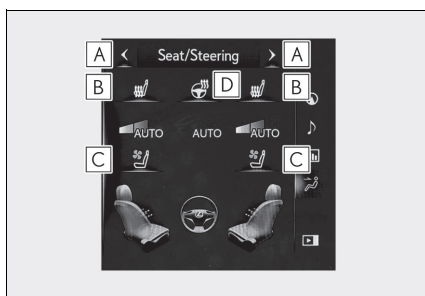 A < Seat/Steering > A
B D B
AUTO AUTO AUTO
C C